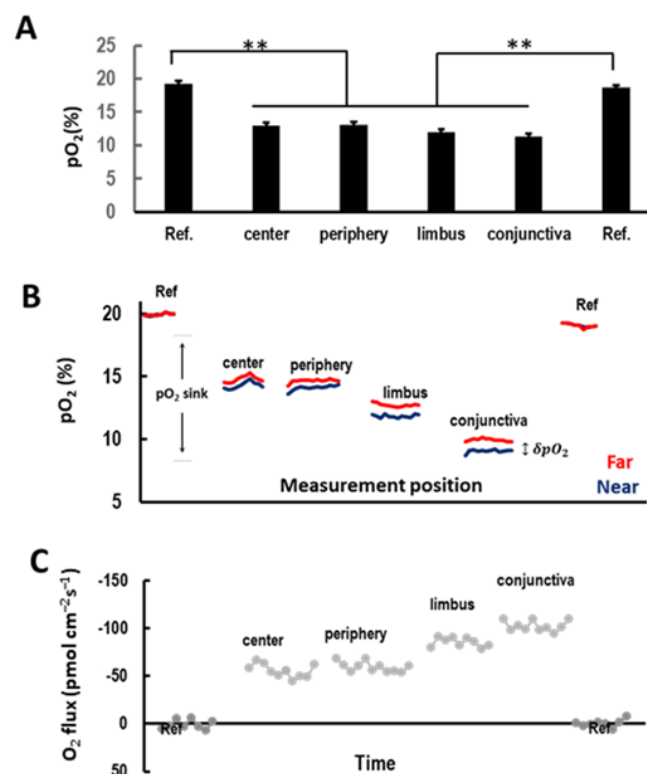 A
** **
pO₂(%)
25
20
15
10
5
0
Ref. center periphery limbus conjunctiva Ref.
B
Ref Ref
pO₂ (%)
20
15
10
5
center periphery
pO₂ sink
limbus
conjunctiva
↕ δpO₂
Far
Near
Measurement position
C
O₂ flux (pmol cm⁻²s⁻¹)
-150
-100
-50
0
50
conjunctiva
limbus
center periphery
Ref Ref
Time